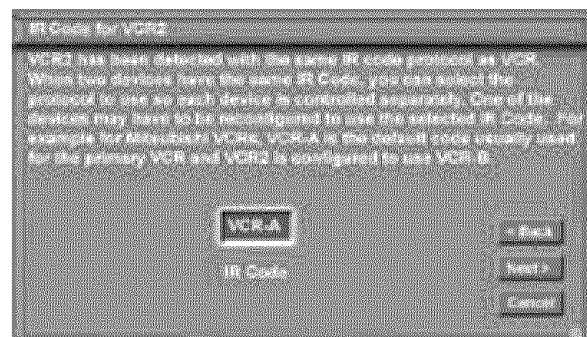 IR Code for VCR2
VCR2 has been detected with the same IR code protocol as VCR.
When two devices have the same IR Code, you can select the
protocol to use so each device is controlled separately. One of the
devices may have to be reconfigured to use the selected IR Code. For
example for Mitsubishi VCRs, VCR-A is the default code usually used
for the primary VCR and VCR2 is configured to use VCR-B.
VCR-A
< Back
IR Code
Next >
Cancel